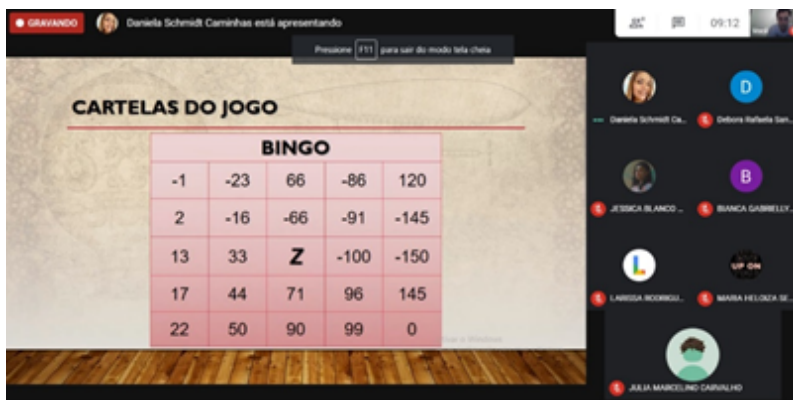 GRAVANDO
Daniela Schmidt Caminhas está apresentando
09:12
Pressione F11 para sair do modo tela cheia
CARTELAS DO JOGO
BINGO
-1 -23 66 -86 120
2 -16 -66 -91 -145
13 33 Z -100 -150
17 44 71 96 145
22 50 90 99 0
Daniela Schmidt Ca...
D
Debora Rafaela San...
JESSICA BLANCO ...
B
BIANCA GABRIELLY...
L
LARISSA RODRIGU...
UP ON
MARIA HELOIZA SE...
JULIA MARCELINO CARVALHO